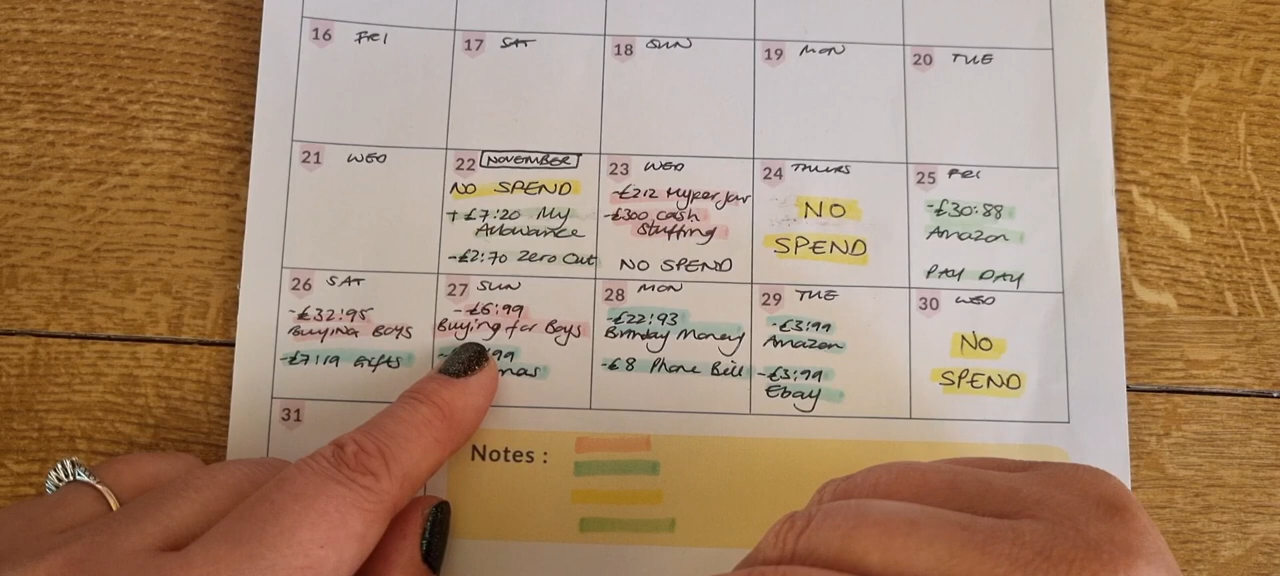 16 FRI
17 SAT
18 SUN
19 MON
20 TUE
21 WED
22 NOVEMBER
NO SPEND
+£7:20 My
Allowance
-£2:70 Zero Out
23 WED
-£212 Hyper Jar
-£300 cash
stuffing
NO SPEND
24 THURS
NO
SPEND
25 FRI
-£30:88
Amazon
PAY DAY
26 SAT
-£32:95
Buying Boys
-£7:19 Gifts
27 SUN
-£6:99
Buying for Boys
99
mas
28 MON
-£22:93
Birthday Money
-£8 Phone Bill
29 TUE
-£3:99
Amazon
-£3:99
Ebay
30 WED
NO
SPEND
31
Notes :